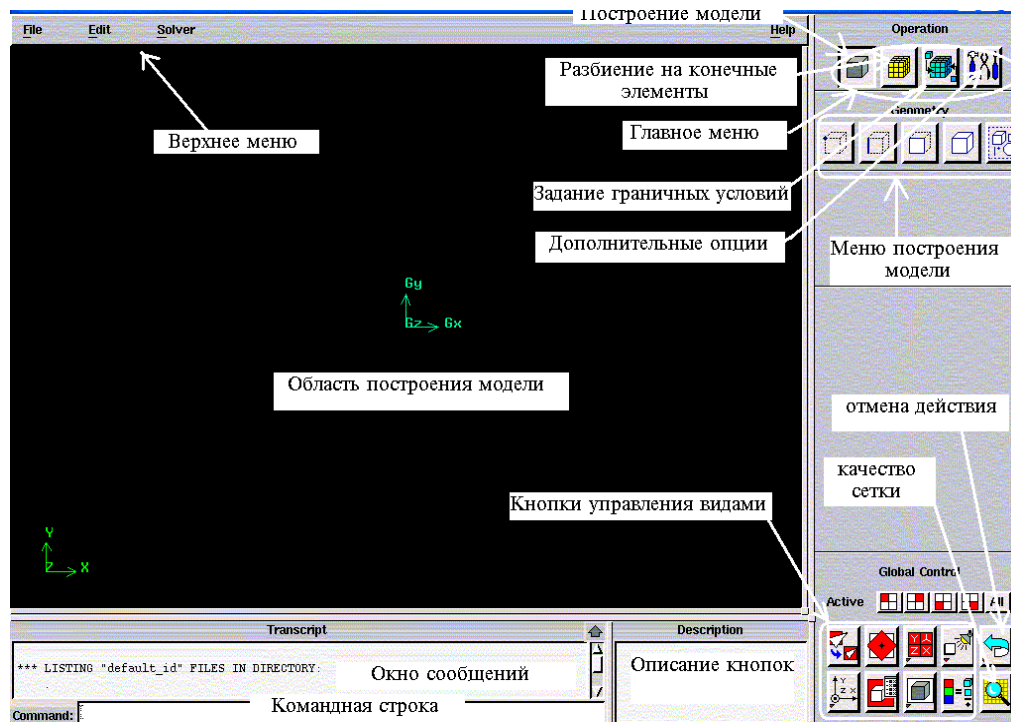 Построение модели
File Edit Solver Help
Operation
Разбиение на конечные
элементы
Geometry
Главное меню
Верхнее меню
Задание граничных условий
Дополнительные опции
Меню построения
модели
Gy
Gz Gx
Область построения модели
отмена действия
качество
сетки
Кнопки управления видами
Y
Z X
Global Control
Active All
Transcript
Description
*** LISTING "default_id" FILES IN DIRECTORY:
Окно сообщений
Описание кнопок
Command:
Командная строка